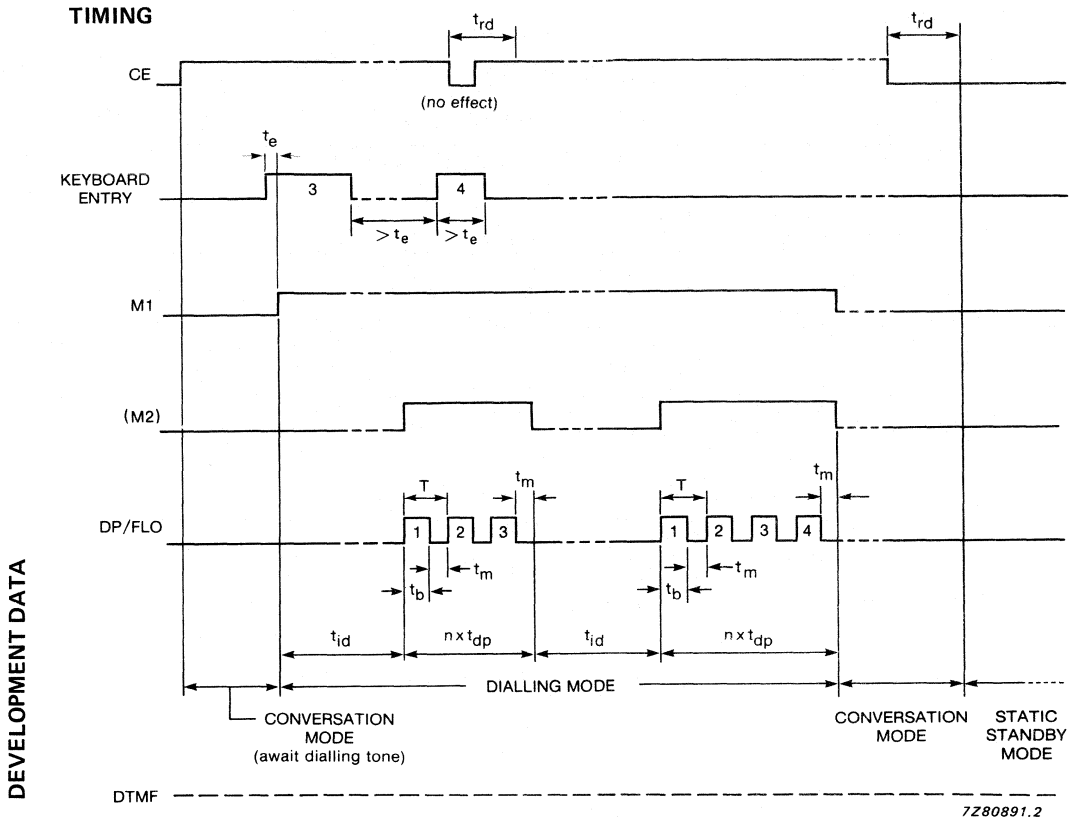 TIMING
t_rd
t_rd
CE
(no effect)
t_e
KEYBOARD
ENTRY
3
4
> t_e
> t_e
M1
(M2)
T
t_m
T
t_m
DP/FLO
1
2
3
1
2
3
4
t_m
t_m
t_b
t_b
t_id
n x t_dp
t_id
n x t_dp
DIALLING MODE
CONVERSATION
MODE
(await dialling tone)
CONVERSATION
MODE
STATIC
STANDBY
MODE
DTMF
7Z80891.2
DEVELOPMENT DATA